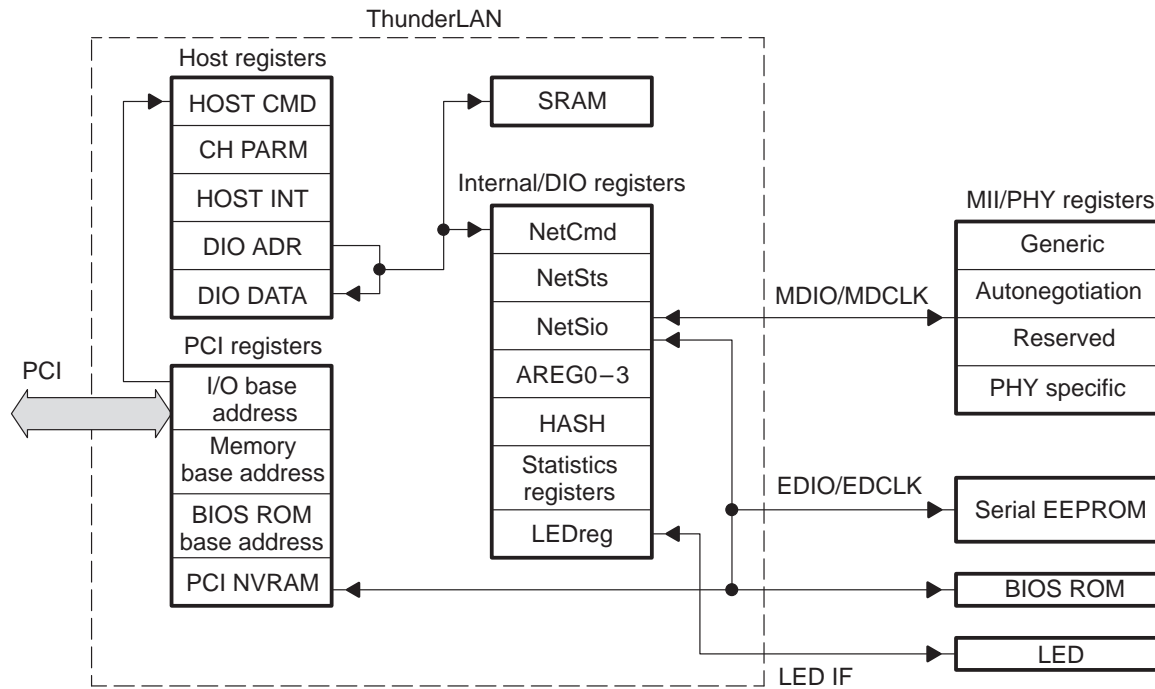 ThunderLAN
Host registers
HOST CMD
CH PARM
HOST INT
DIO ADR
DIO DATA
PCI registers
PCI
I/O base
address
Memory
base address
BIOS ROM
base address
PCI NVRAM
SRAM
Internal/DIO registers
NetCmd
NetSts
NetSio
AREG0–3
HASH
Statistics
registers
LEDreg
MII/PHY registers
Generic
Autonegotiation
Reserved
PHY specific
MDIO/MDCLK
EDIO/EDCLK
Serial EEPROM
BIOS ROM
LED
LED IF